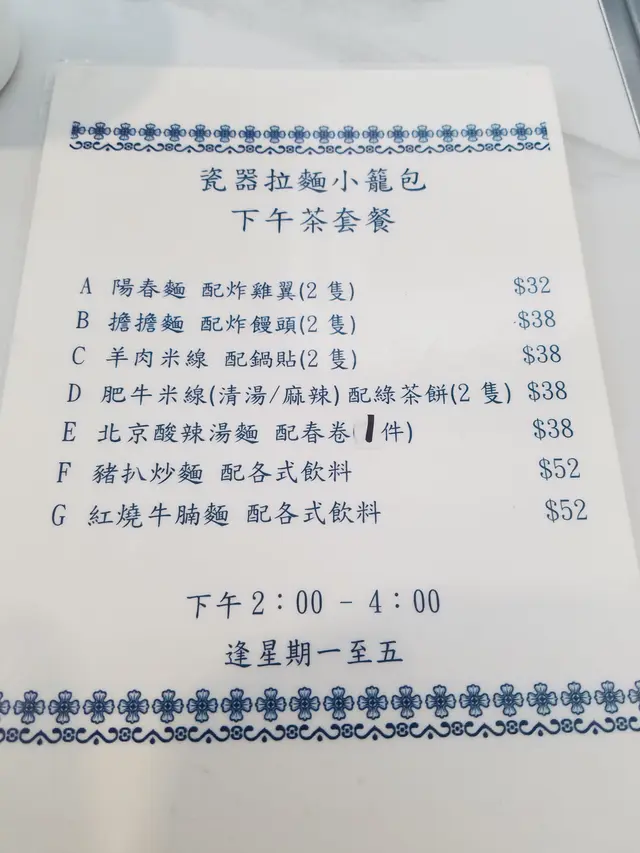 瓷器拉麵小籠包
下午茶套餐
A 陽春麵 配炸雞翼(2 隻) $32
B 擔擔麵 配炸饅頭(2 隻) $38
C 羊肉米線 配鍋貼(2 隻) $38
D 肥牛米線(清湯/麻辣) 配綠茶餅(2 隻) $38
E 北京酸辣湯麵 配春卷(1件) $38
F 豬扒炒麵 配各式飲料 $52
G 紅燒牛腩麵 配各式飲料 $52
下午2：00 - 4：00
逢星期一至五